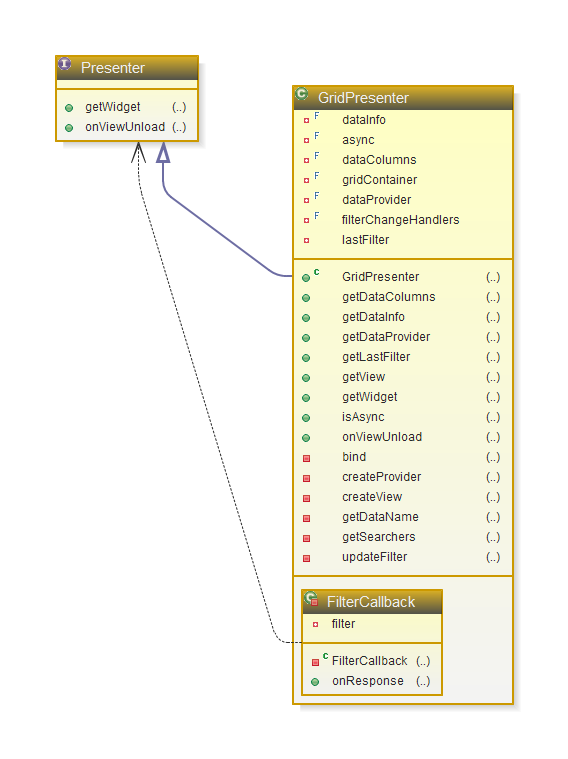 I Presenter
getWidget (..)
onViewUnload (..)
C GridPresenter
F dataInfo
F async
F dataColumns
F gridContainer
F dataProvider
F filterChangeHandlers
lastFilter
c GridPresenter (..)
getDataColumns (..)
getDataInfo (..)
getDataProvider (..)
getLastFilter (..)
getView (..)
getWidget (..)
isAsync (..)
onViewUnload (..)
bind (..)
createProvider (..)
createView (..)
getDataName (..)
getSearchers (..)
updateFilter (..)
C FilterCallback
filter
c FilterCallback (..)
onResponse (..)